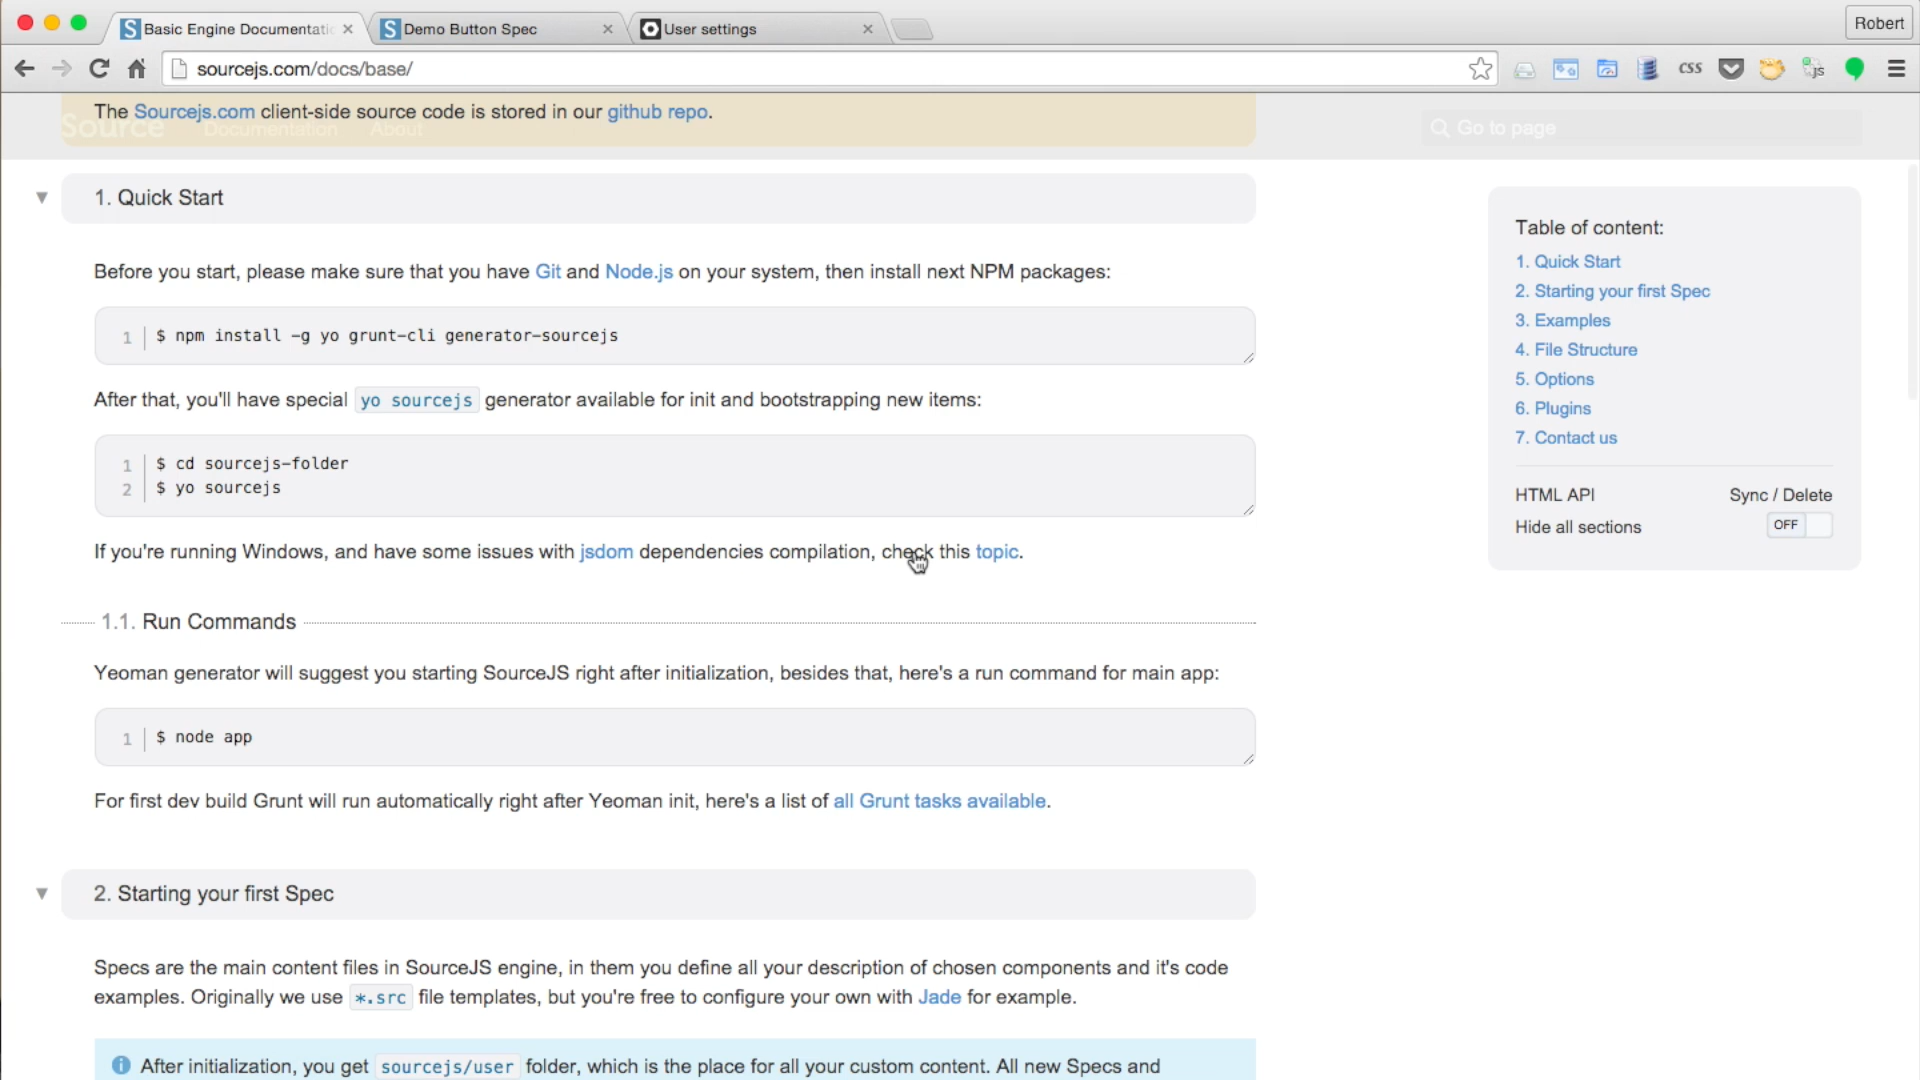 Basic Engine Documentatic
Demo Button Spec
User settings
Robert
sourcejs.com/docs/base/
css
js
The Sourcejs.com client-side source code is stored in our github repo.
Source Documentation About
Go to page
1. Quick Start
Before you start, please make sure that you have Git and Node.js on your system, then install next NPM packages:
1 $ npm install -g yo grunt-cli generator-sourcejs
After that, you'll have special yo sourcejs generator available for init and bootstrapping new items:
1 $ cd sourcejs-folder
2 $ yo sourcejs
If you're running Windows, and have some issues with jsdom dependencies compilation, check this topic.
1.1. Run Commands
Yeoman generator will suggest you starting SourceJS right after initialization, besides that, here's a run command for main app:
1 $ node app
For first dev build Grunt will run automatically right after Yeoman init, here's a list of all Grunt tasks available.
2. Starting your first Spec
Specs are the main content files in SourceJS engine, in them you define all your description of chosen components and it's code
examples. Originally we use *.src file templates, but you're free to configure your own with Jade for example.
After initialization, you get sourcejs/user folder, which is the place for all your custom content. All new Specs and
Table of content:
1. Quick Start
2. Starting your first Spec
3. Examples
4. File Structure
5. Options
6. Plugins
7. Contact us
HTML API Sync / Delete
Hide all sections OFF